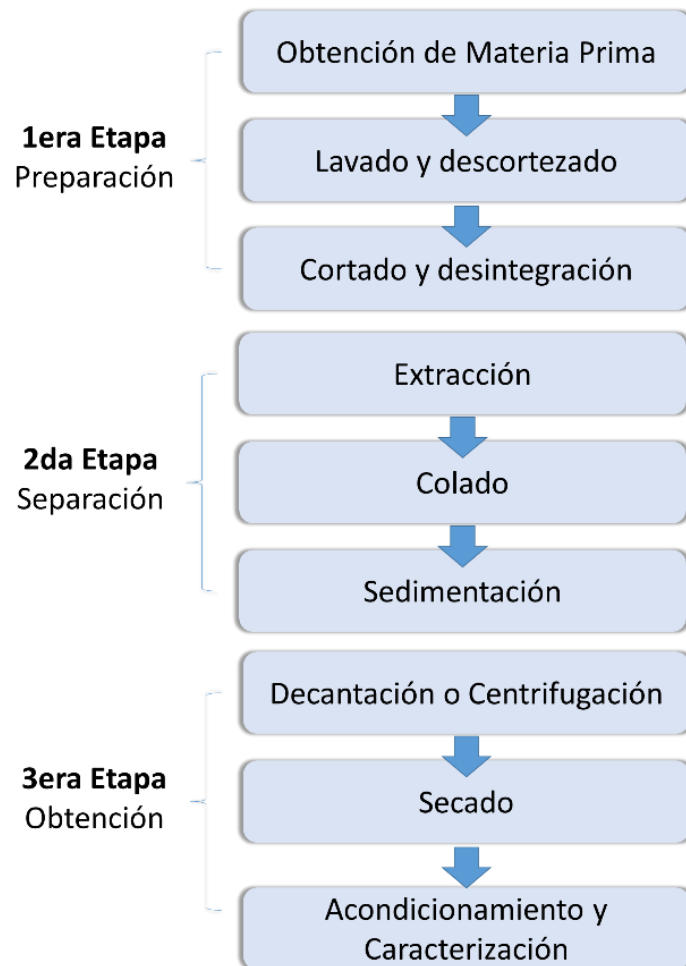 Obtención de Materia Prima
1era Etapa
Preparación
Lavado y descortezado
Cortado y desintegración
Extracción
2da Etapa
Separación
Colado
Sedimentación
Decantación o Centrifugación
3era Etapa
Obtención
Secado
Acondicionamiento y
Caracterización